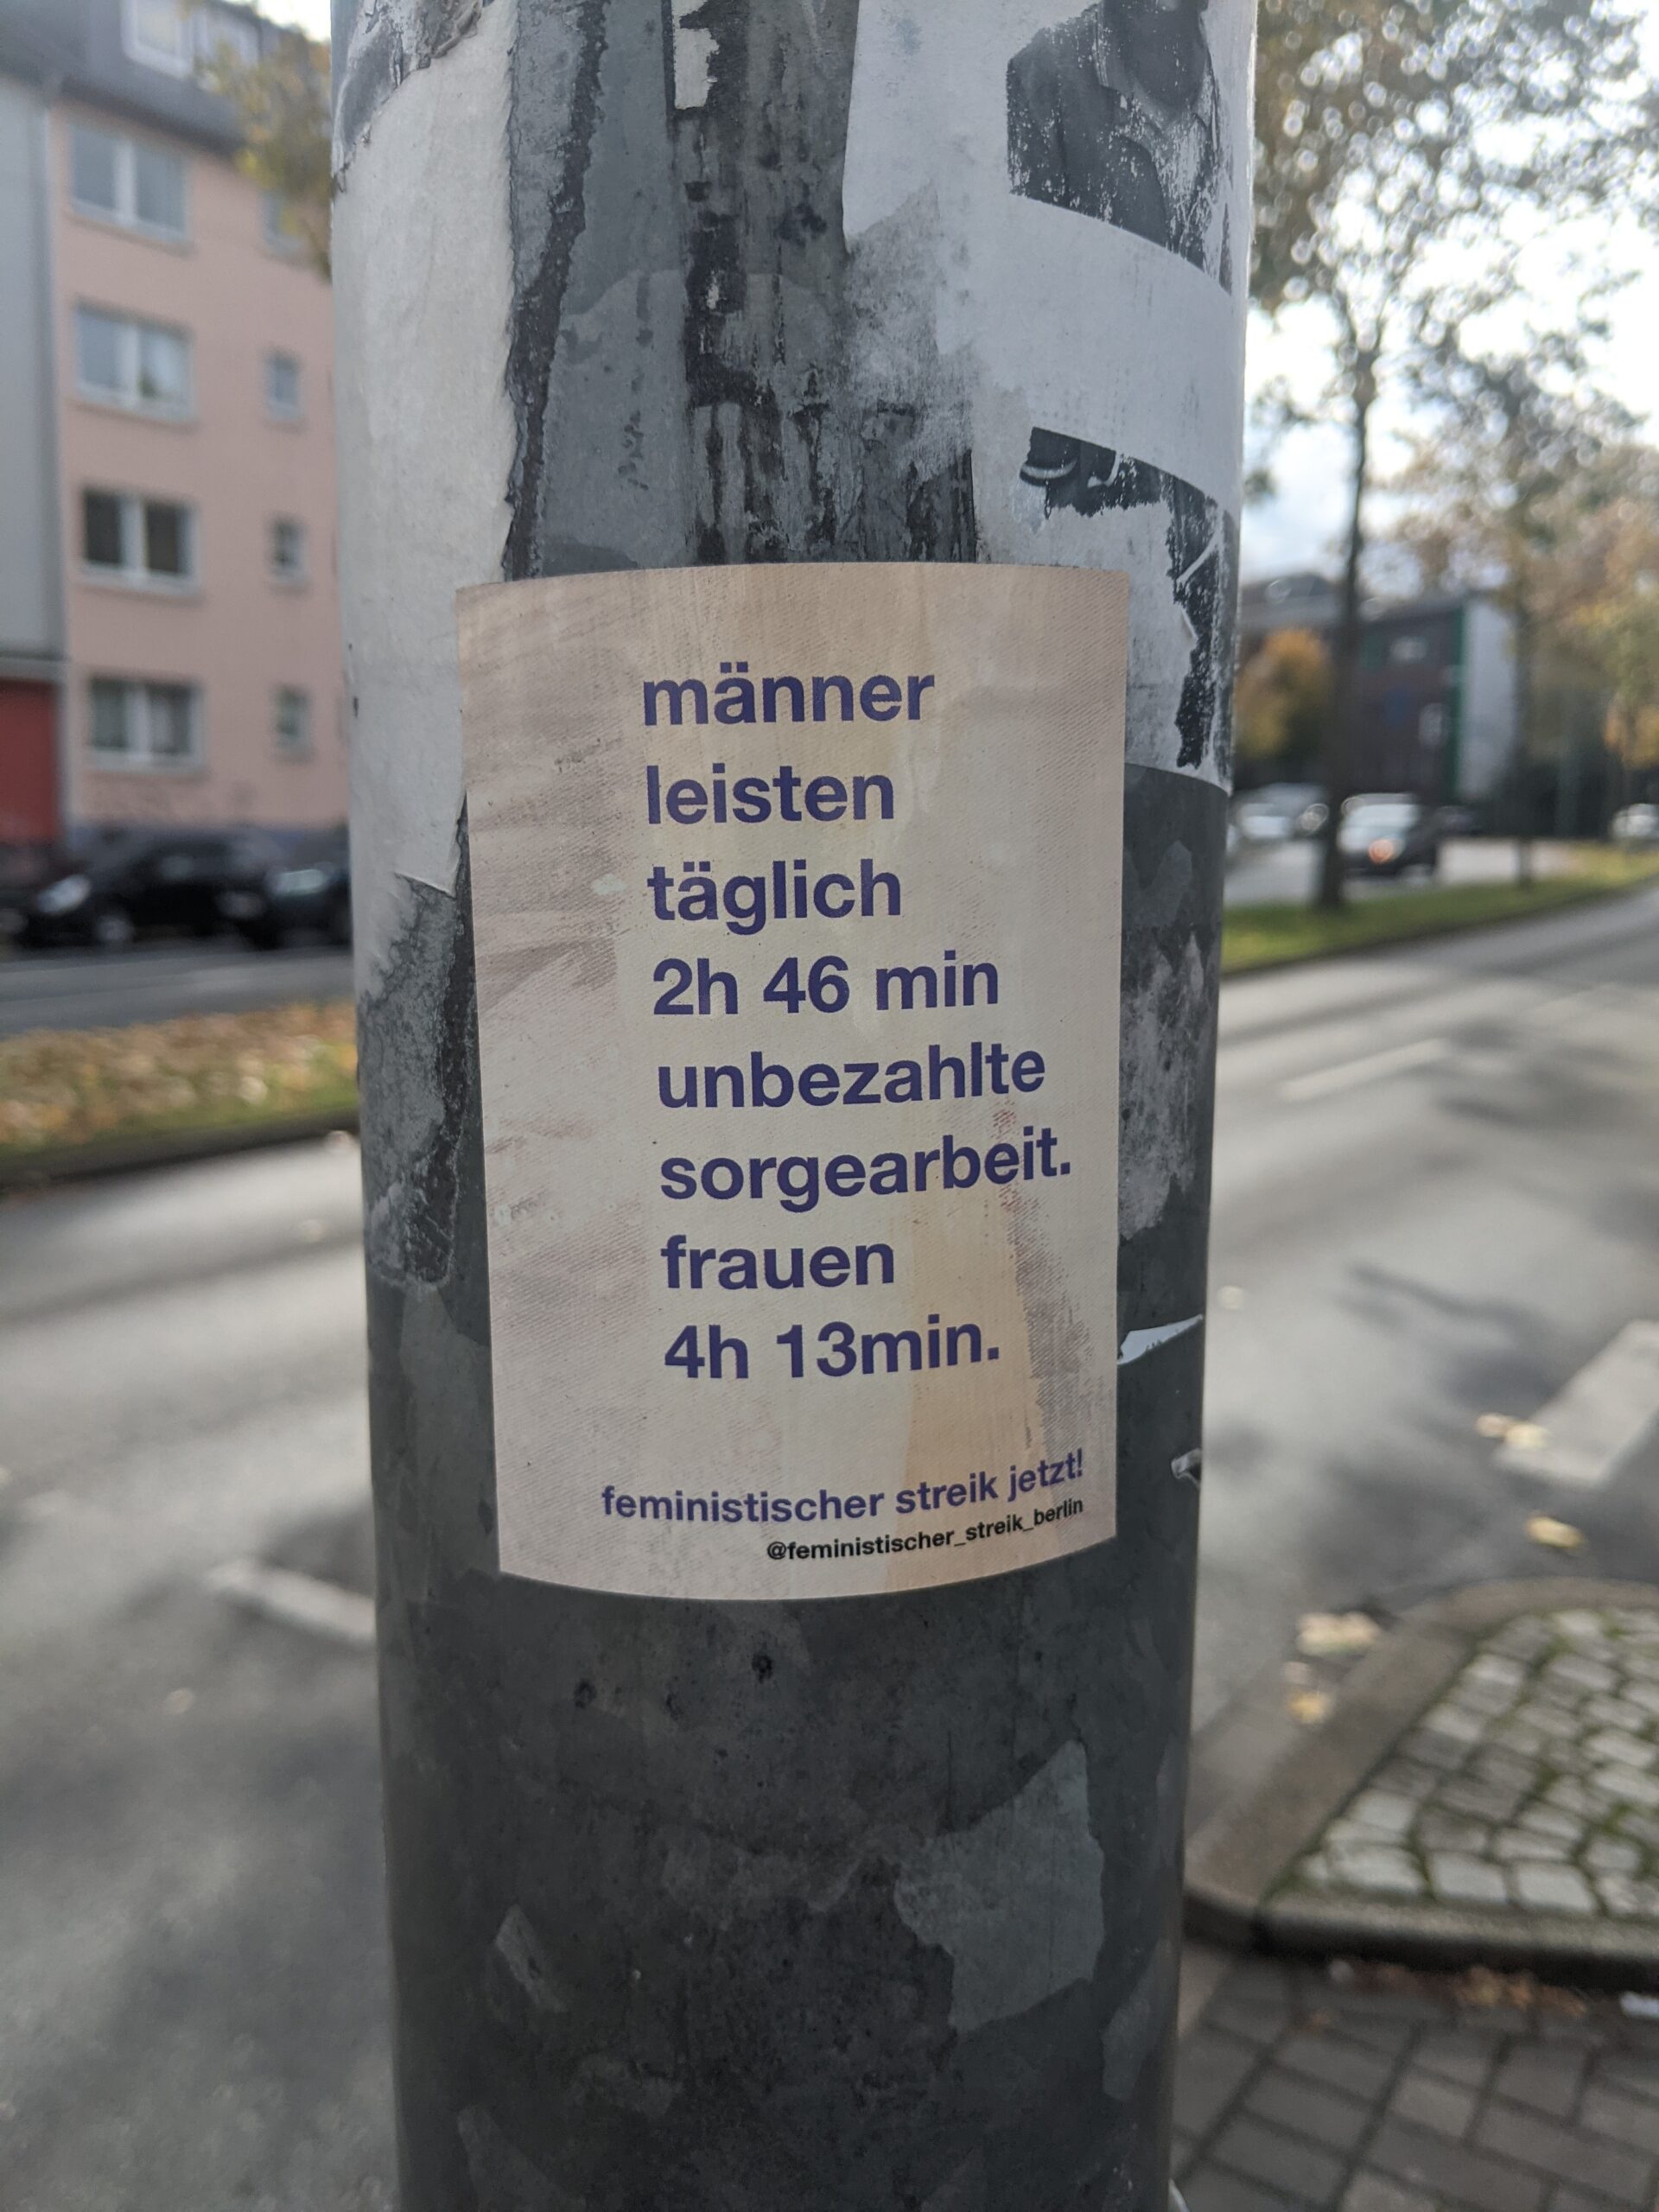 männer
leisten
täglich
2h 46 min
unbezahlte
sorgearbeit.
frauen
4h 13min.
feministischer streik jetzt!
@feministischer_streik_berlin